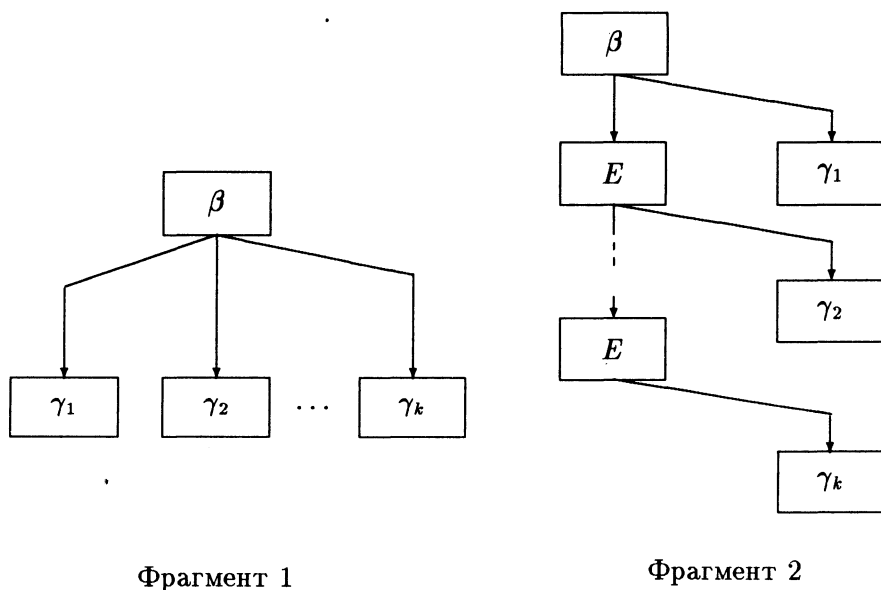 β
γ₁ γ₂ ··· γₖ
Фрагмент 1
β
E γ₁
γ₂
E
γₖ
Фрагмент 2